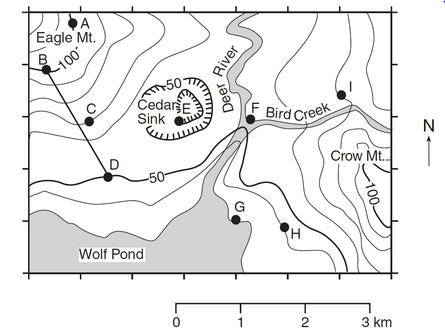 A
Eagle Mt.
B
100
C
50
Cedar
Sink
E
Deer River
F
Bird Creek
I
N
Crow Mt.
100
D
50
G
H
Wolf Pond
0 1 2 3 km